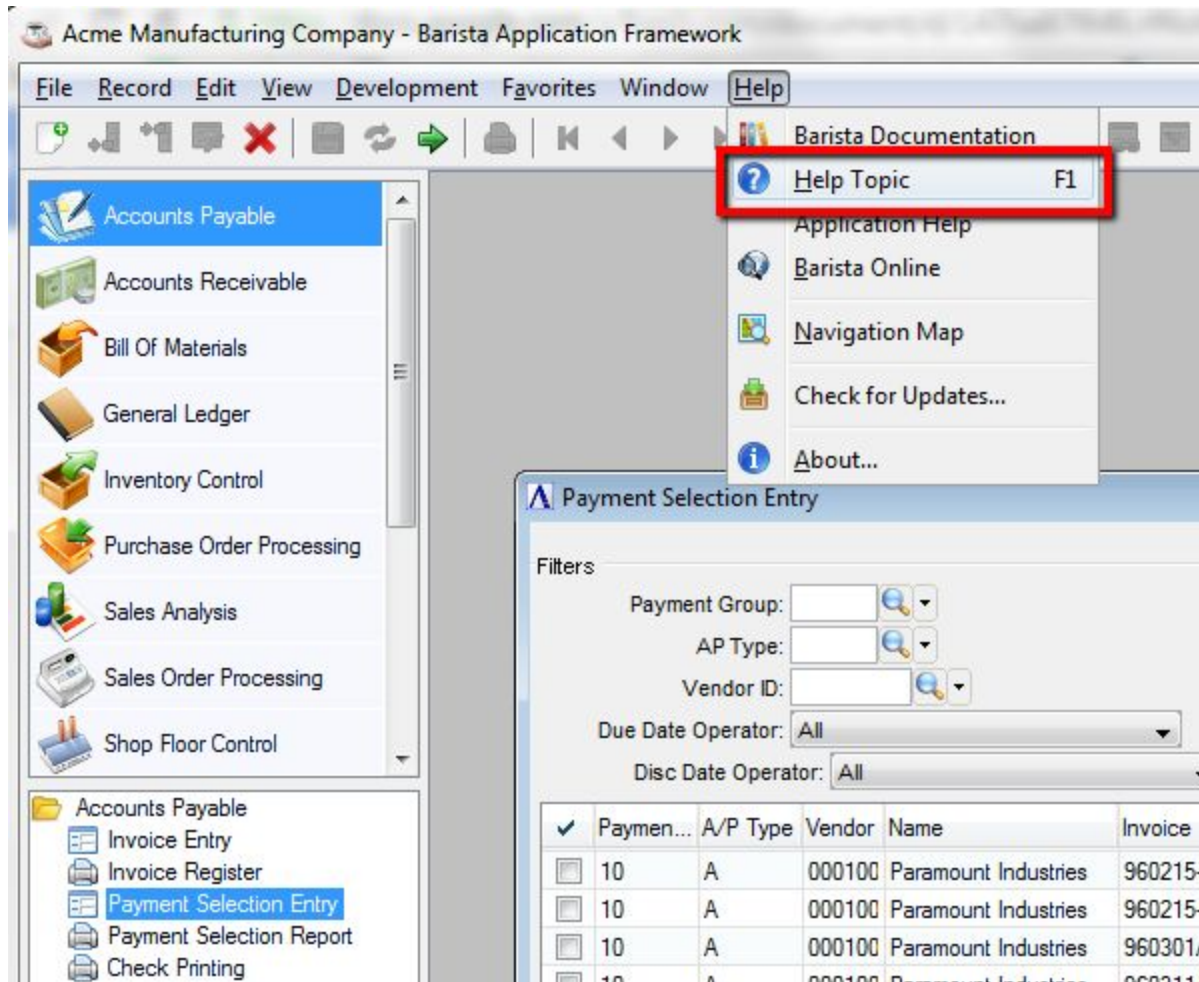 Acme Manufacturing Company - Barista Application Framework
File Record Edit View Development Favorites Window Help
Barista Documentation
Help Topic F1
Application Help
Barista Online
Navigation Map
Check for Updates...
About...
Accounts Payable
Accounts Receivable
Bill Of Materials
General Ledger
Inventory Control
Purchase Order Processing
Sales Analysis
Sales Order Processing
Shop Floor Control
Accounts Payable
Invoice Entry
Invoice Register
Payment Selection Entry
Payment Selection Report
Check Printing
Payment Selection Entry
Filters
Payment Group:
AP Type:
Vendor ID:
Due Date Operator: All
Disc Date Operator: All
Paymen... A/P Type Vendor Name Invoice
10 A 000100 Paramount Industries 960215-
10 A 000100 Paramount Industries 960215-
10 A 000100 Paramount Industries 960301/